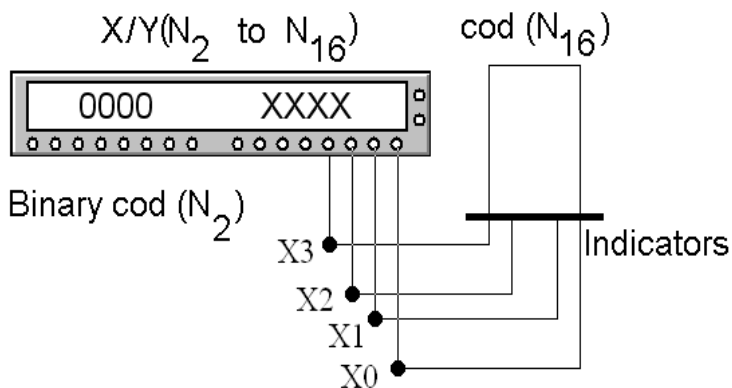 X/Y(N2 to N16) cod (N16)
0000 XXXX
Binary cod (N2)
Indicators
X3
X2
X1
X0